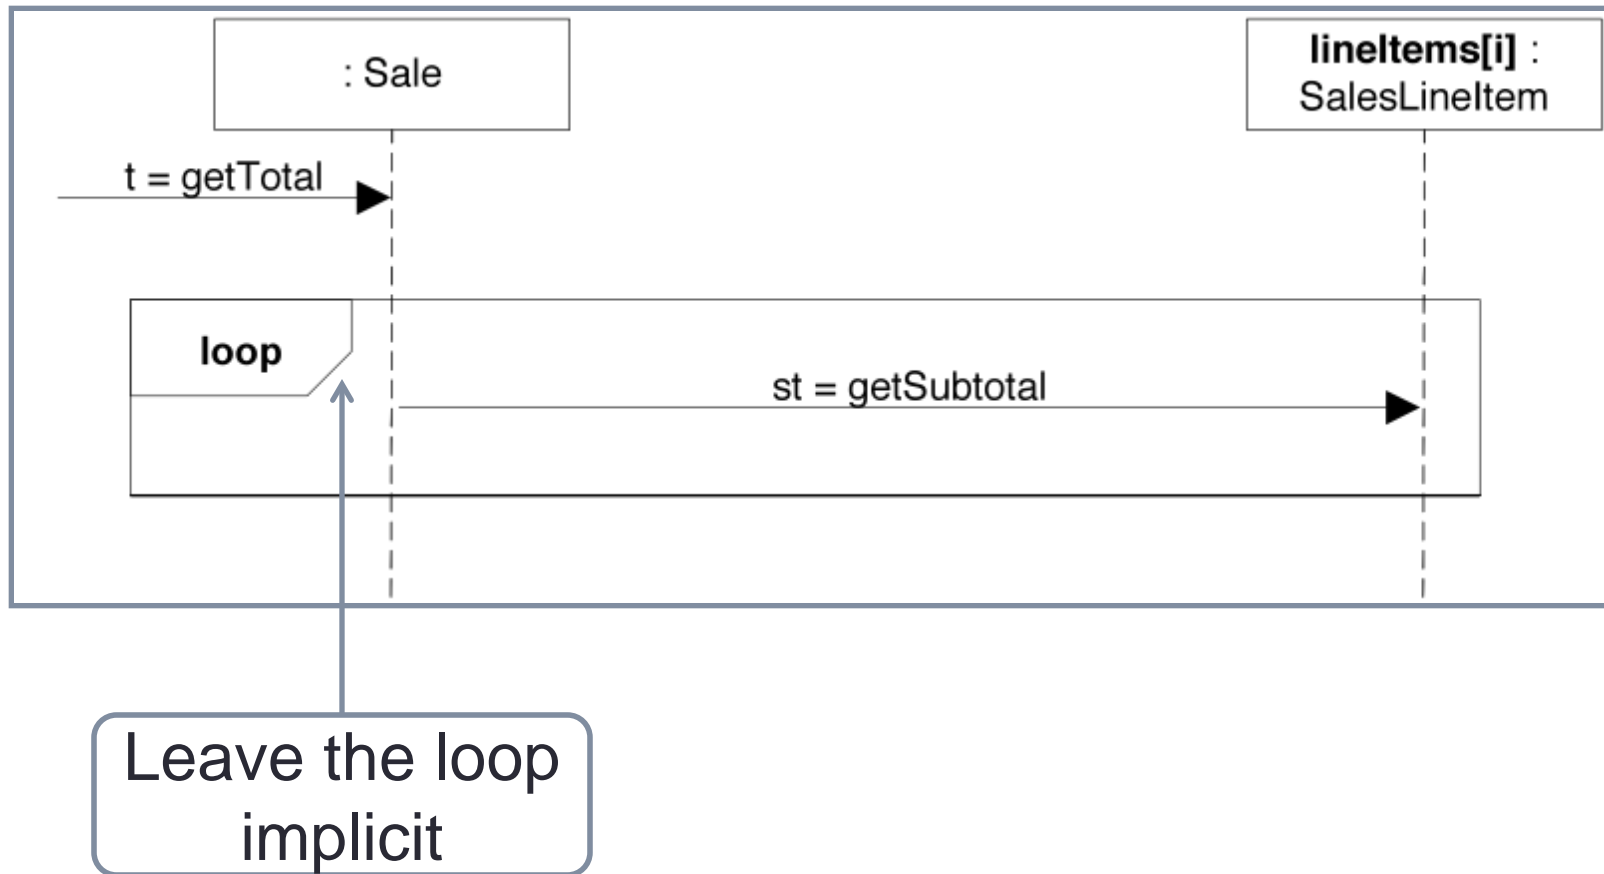 : Sale
lineItems[i] :
SalesLineItem
t = getTotal
loop
st = getSubtotal
Leave the loop
implicit